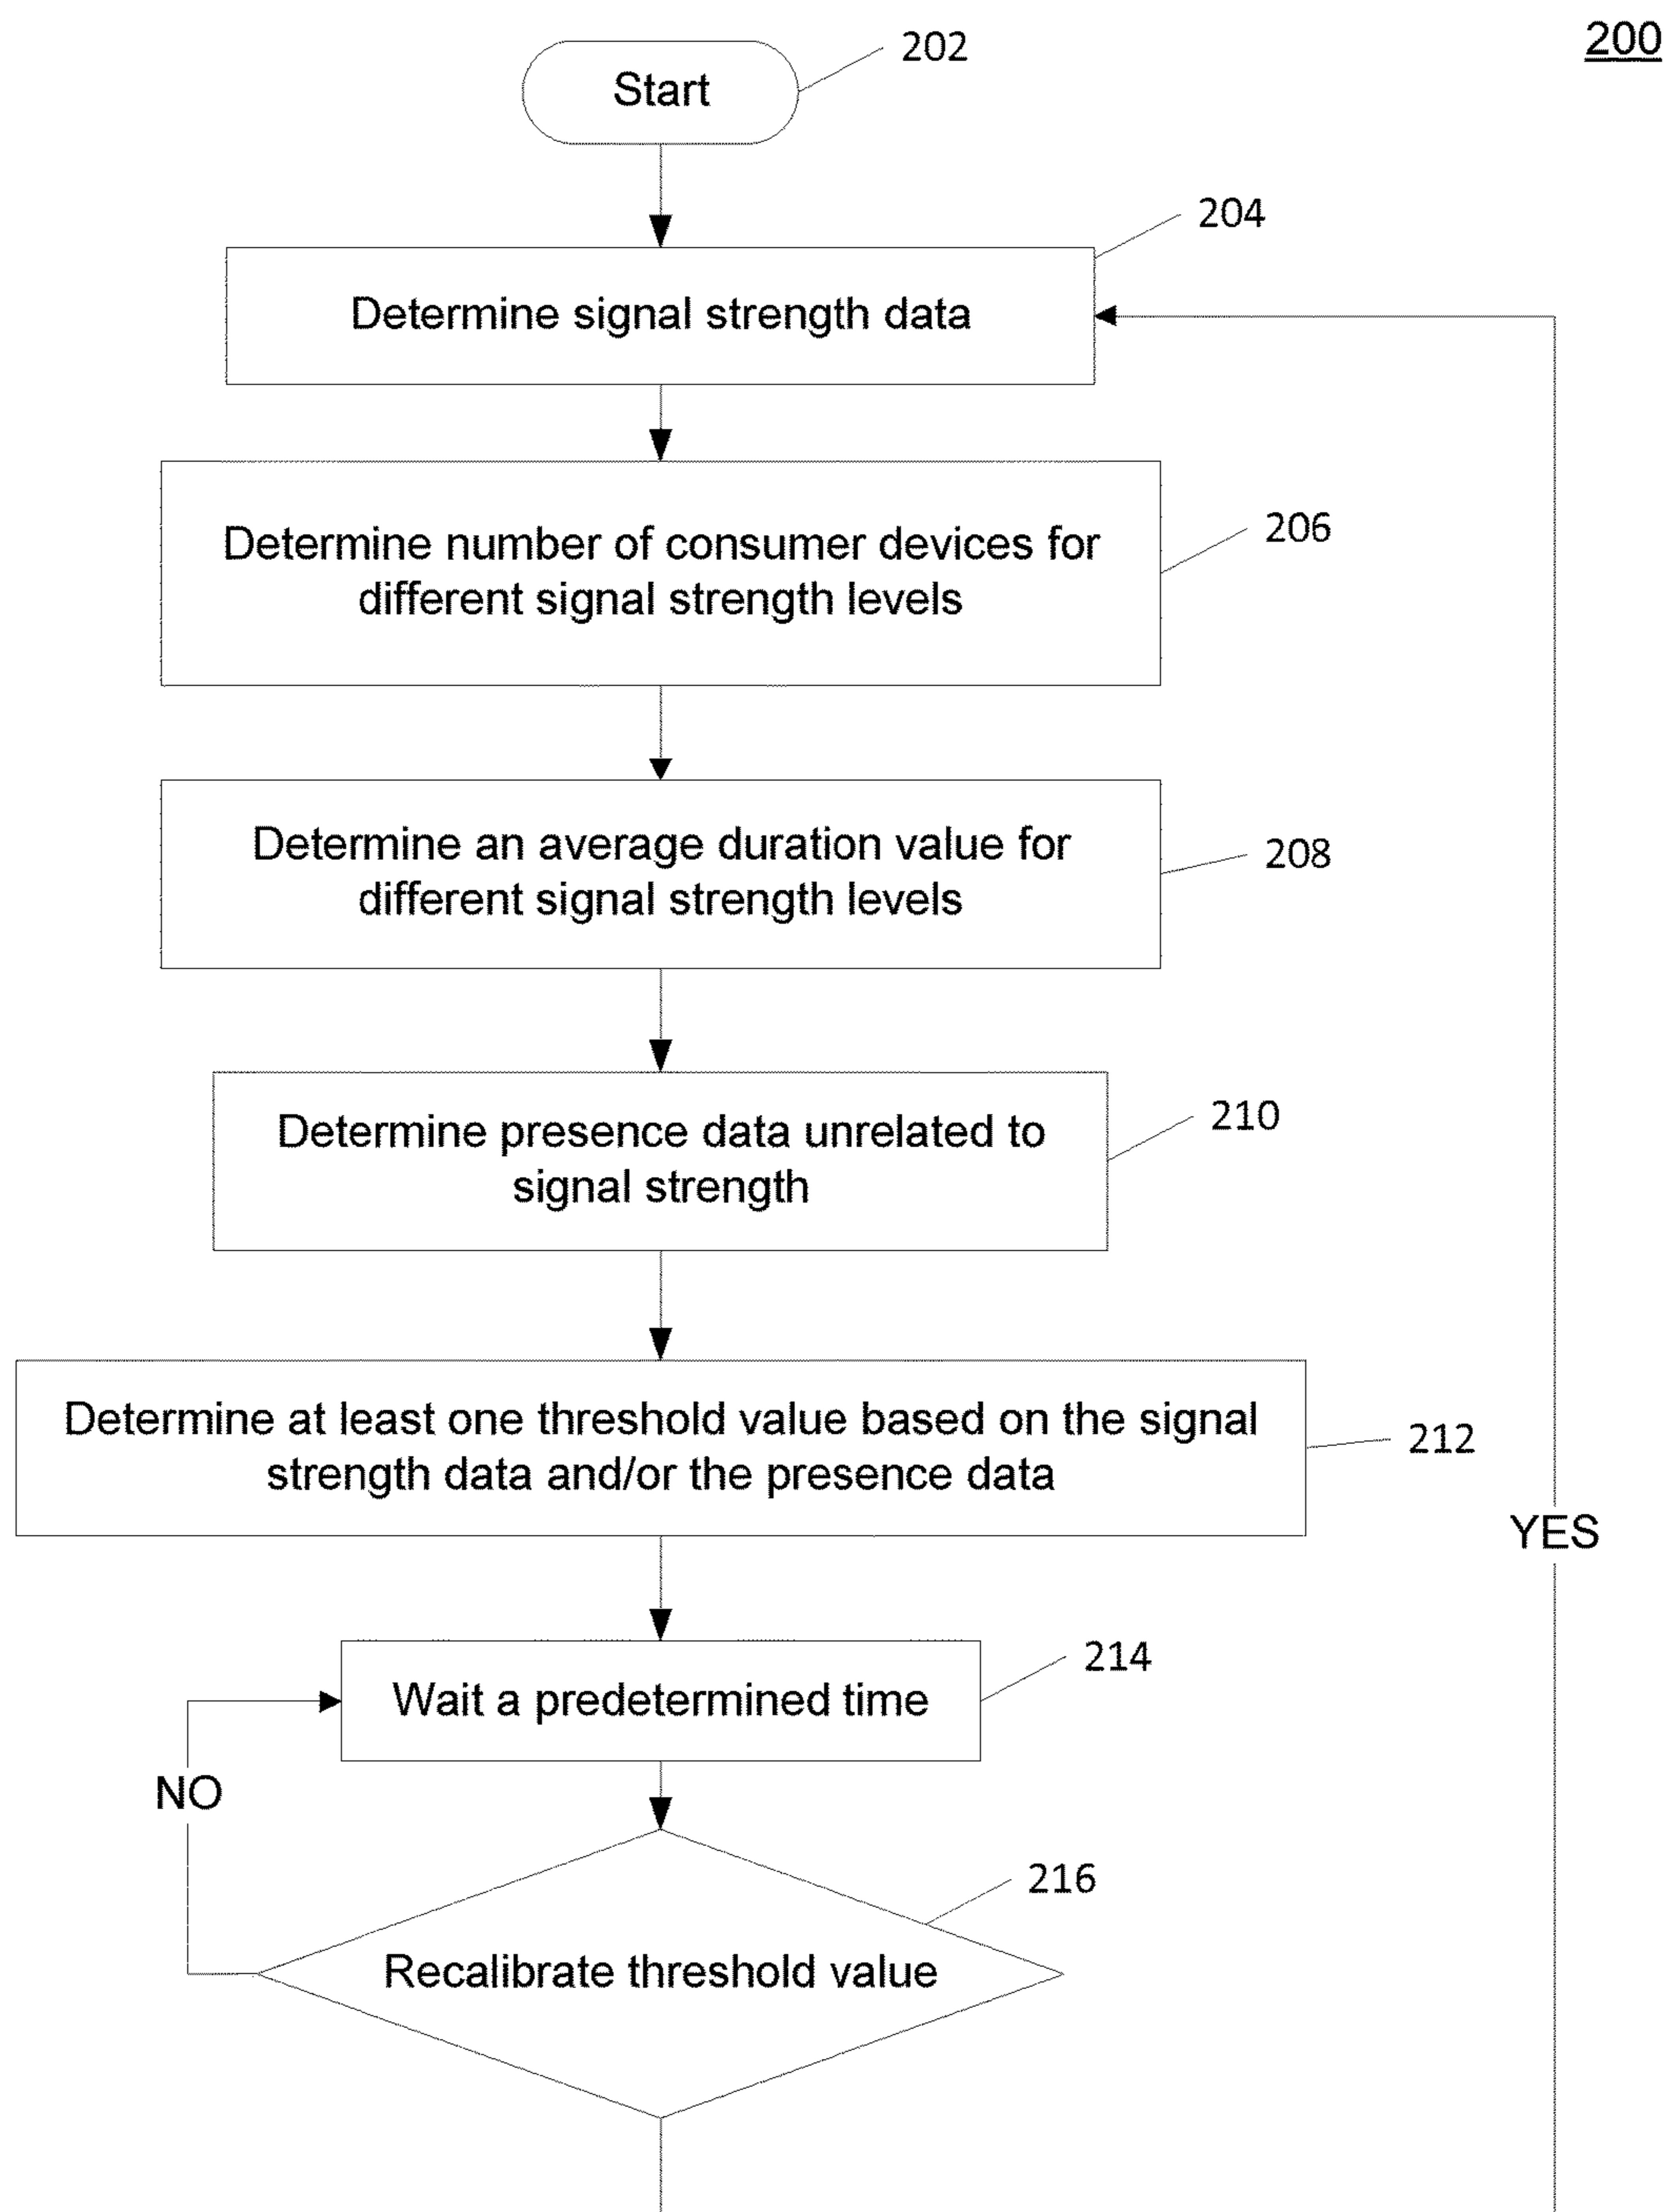 200
Start
202
Determine signal strength data
204
Determine number of consumer devices for
different signal strength levels
206
Determine an average duration value for
different signal strength levels
208
Determine presence data unrelated to
signal strength
210
Determine at least one threshold value based on the signal
strength data and/or the presence data
212
YES
Wait a predetermined time
214
NO
Recalibrate threshold value
216